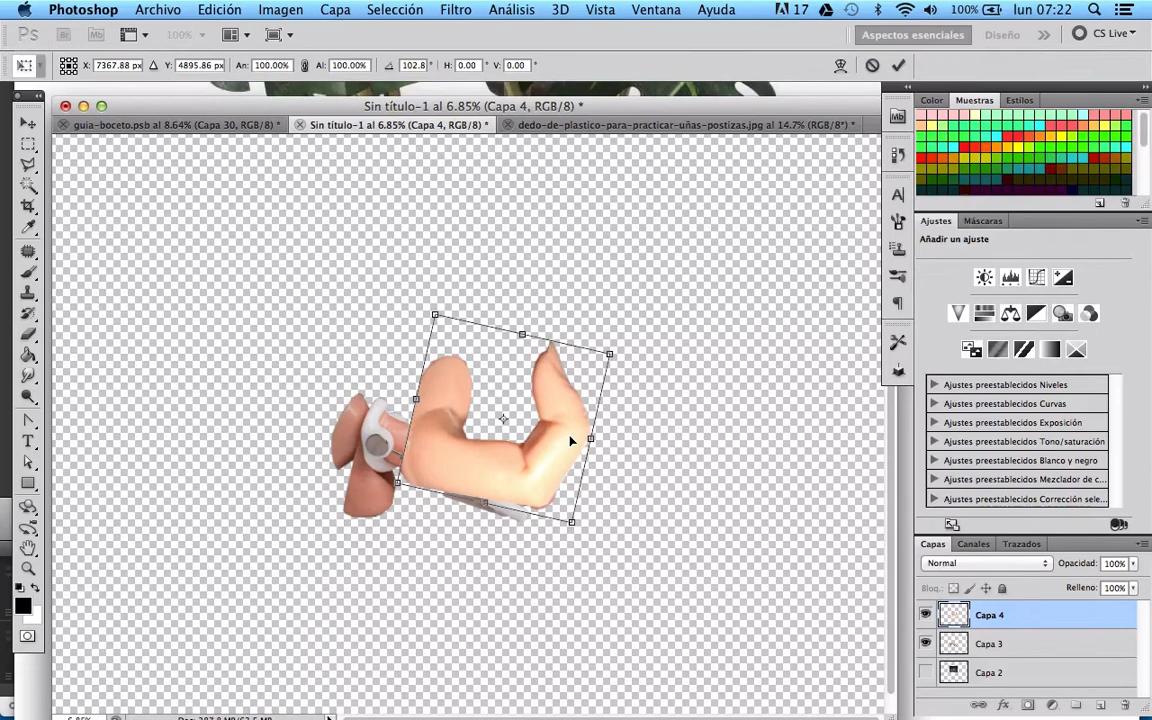 Photoshop Archivo Edición Imagen Capa Selección Filtro Análisis 3D Vista Ventana Ayuda 17 100% lun 07:22
Ps Br Mb 100% Aspectos esenciales Diseño CS Live
X: 7367.88 px Y: 4895.86 px An: 100.00% Al: 100.00% 102.8 ° H: 0.00 ° V: 0.00 °
Sin título-1 al 6.85% (Capa 4, RGB/8) *
guia-boceto.psb al 8.64% (Capa 30, RGB/8) * Sin título-1 al 6.85% (Capa 4, RGB/8) * dedo-de-plastico-para-practicar-uñas-postizas.jpg al 14.7% (RGB/8*) *
Color Muestras Estilos
Mb
Ajustes Máscaras
Añadir un ajuste
Ajustes preestablecidos Niveles
Ajustes preestablecidos Curvas
Ajustes preestablecidos Exposición
Ajustes preestablecidos Tono/saturación
Ajustes preestablecidos Blanco y negro
Ajustes preestablecidos Mezclador de c...
Ajustes preestablecidos Corrección sele...
Capas Canales Trazados
Normal Opacidad: 100%
Bloq.: Relleno: 100%
Capa 4
Capa 3
Capa 2